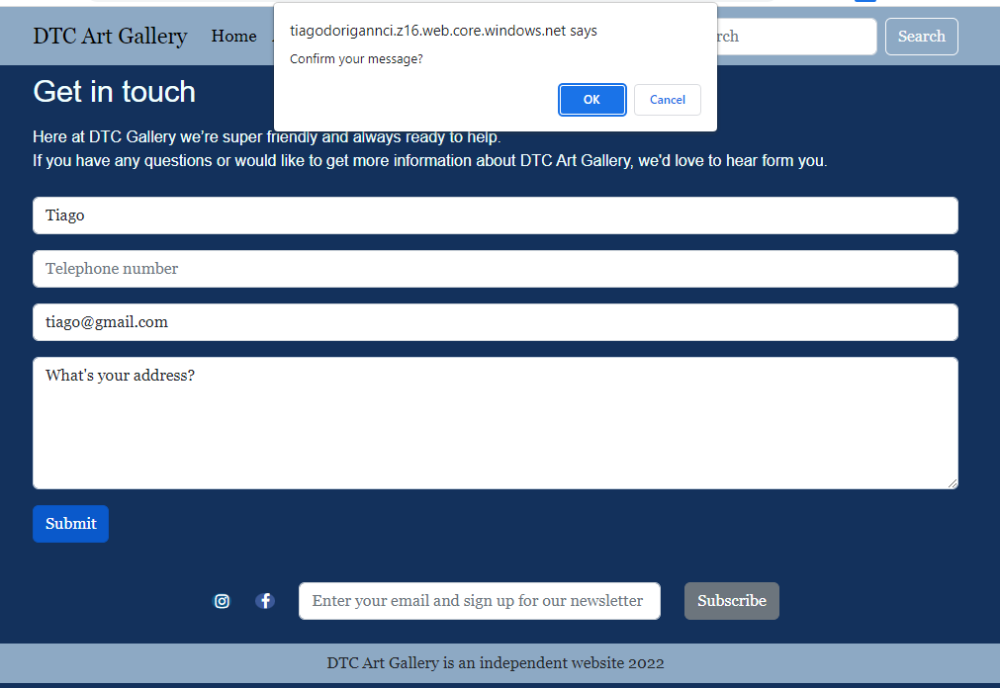 tiagodorigannci.z16.web.core.windows.net says
Confirm your message?
OK Cancel
DTC Art Gallery Home Search
Get in touch
Here at DTC Gallery we're super friendly and always ready to help.
If you have any questions or would like to get more information about DTC Art Gallery, we'd love to hear form you.
Tiago
Telephone number
tiago@gmail.com
What's your address?
Submit
Enter your email and sign up for our newsletter Subscribe
DTC Art Gallery is an independent website 2022